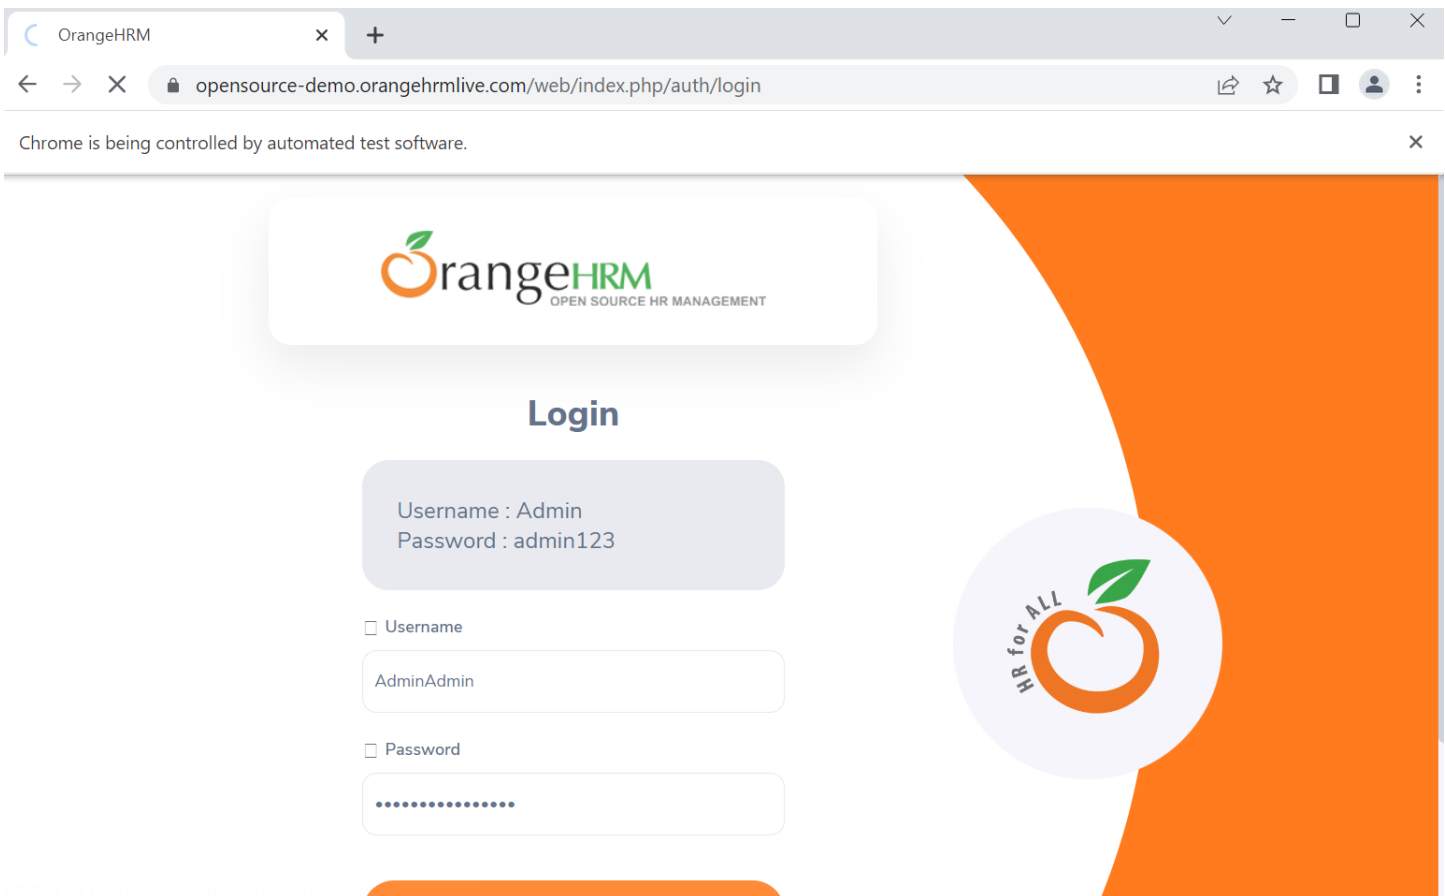 OrangeHRM
opensource-demo.orangehrmlive.com/web/index.php/auth/login
Chrome is being controlled by automated test software.
OrangeHRM
OPEN SOURCE HR MANAGEMENT
Login
Username : Admin
Password : admin123
Username
AdminAdmin
Password
••••••••••••••••
HR for ALL